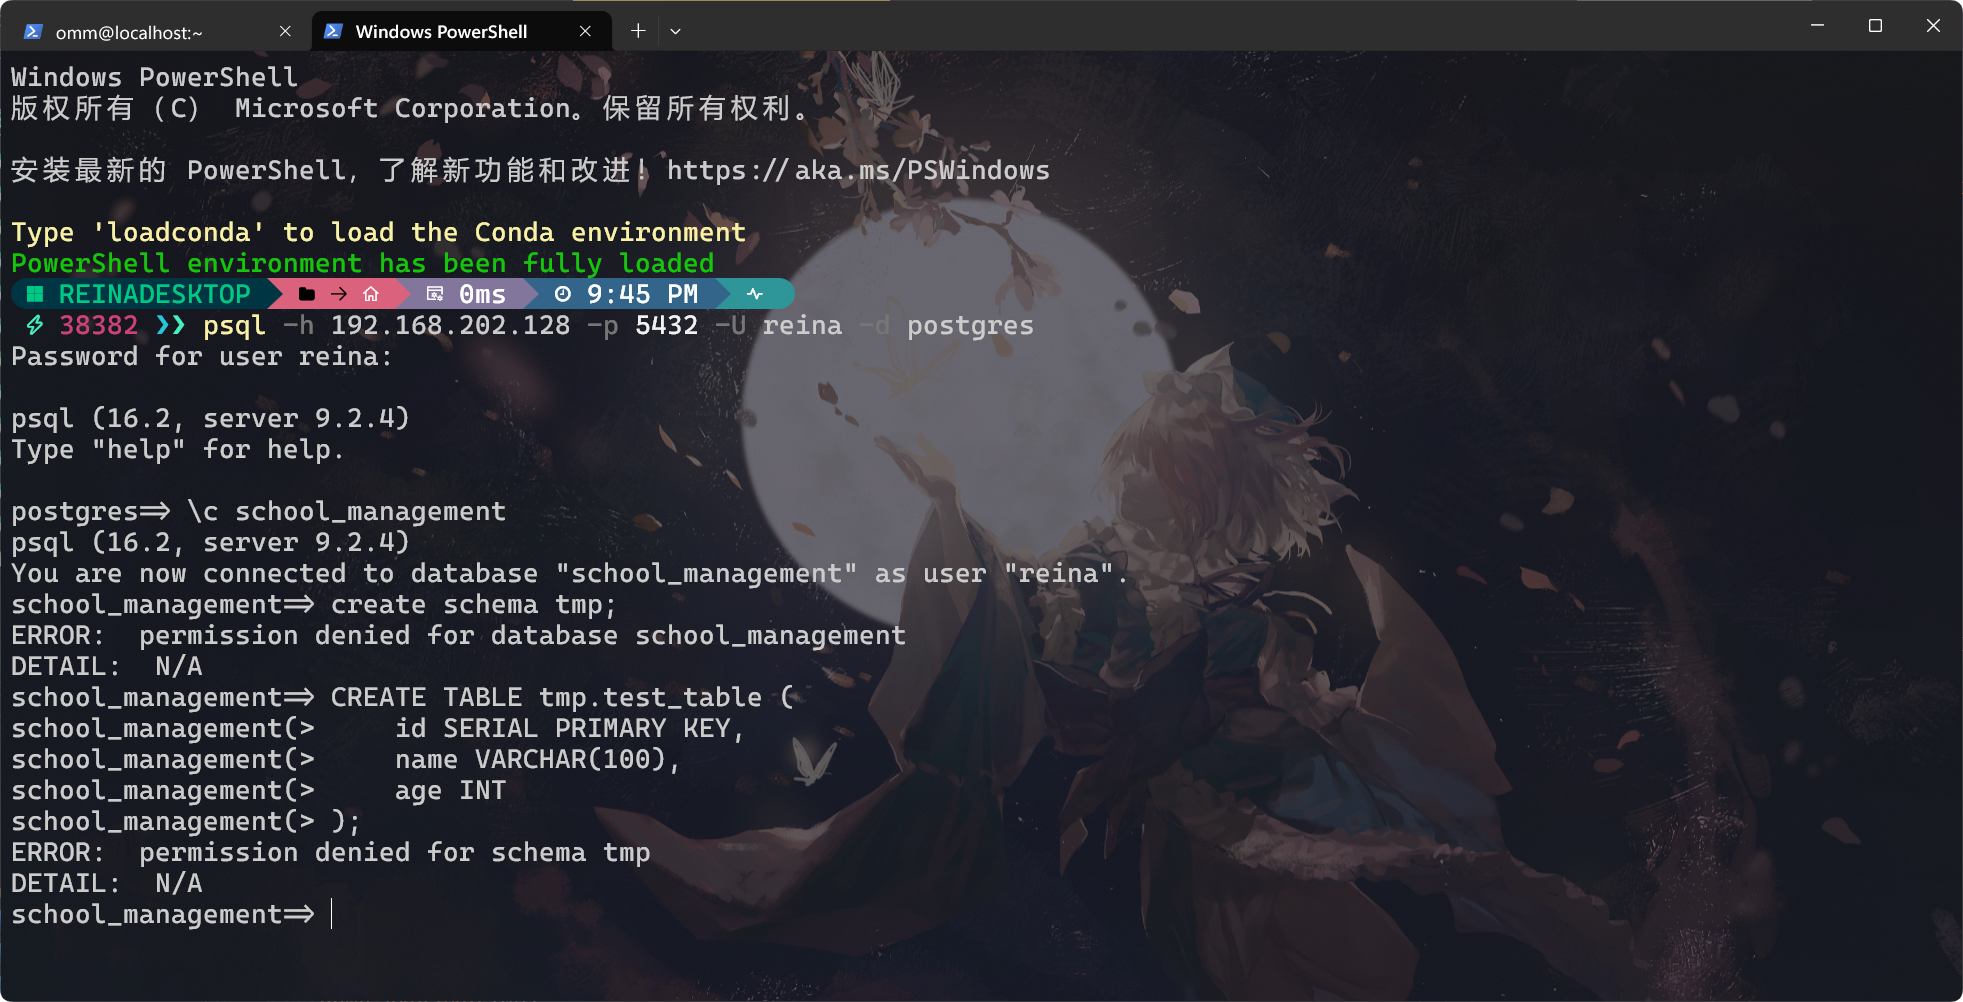 omm@localhost:~
Windows PowerShell
Windows PowerShell
版权所有 (C) Microsoft Corporation。保留所有权利。
安装最新的 PowerShell，了解新功能和改进！https://aka.ms/PSWindows
Type 'loadconda' to load the Conda environment
PowerShell environment has been fully loaded
REINADESKTOP 0ms 9:45 PM
38382 ❯❯ psql -h 192.168.202.128 -p 5432 -U reina -d postgres
Password for user reina:
psql (16.2, server 9.2.4)
Type "help" for help.
postgres=> \c school_management
psql (16.2, server 9.2.4)
You are now connected to database "school_management" as user "reina".
school_management=> create schema tmp;
ERROR:  permission denied for database school_management
DETAIL:  N/A
school_management=> CREATE TABLE tmp.test_table (
school_management(>     id SERIAL PRIMARY KEY,
school_management(>     name VARCHAR(100),
school_management(>     age INT
school_management(> );
ERROR:  permission denied for schema tmp
DETAIL:  N/A
school_management=>